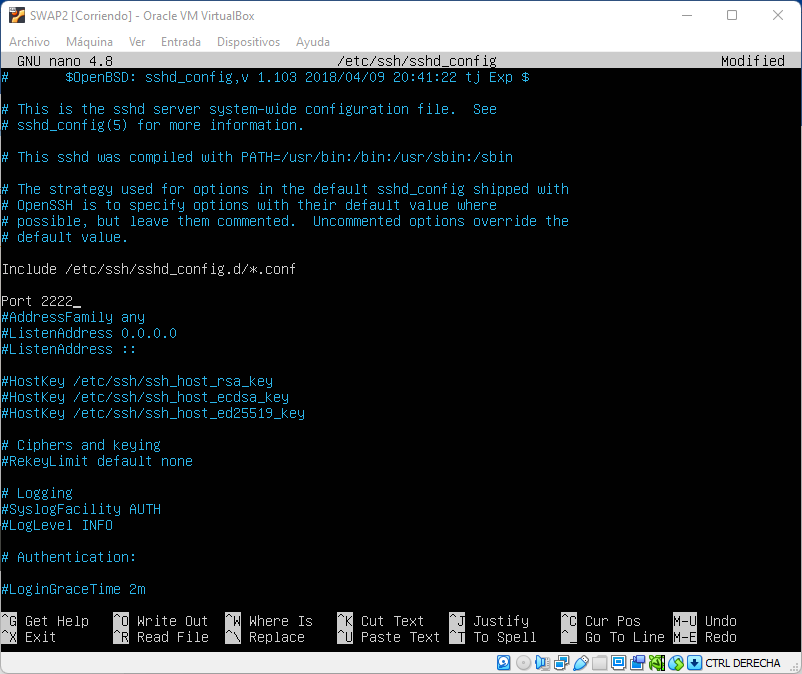 SWAP2 [Corriendo] - Oracle VM VirtualBox
Archivo Máquina Ver Entrada Dispositivos Ayuda
GNU nano 4.8 /etc/ssh/sshd_config Modified
#       $OpenBSD: sshd_config,v 1.103 2018/04/09 20:41:22 tj Exp $
# This is the sshd server system-wide configuration file.  See
# sshd_config(5) for more information.
# This sshd was compiled with PATH=/usr/bin:/bin:/usr/sbin:/sbin
# The strategy used for options in the default sshd_config shipped with
# OpenSSH is to specify options with their default value where
# possible, but leave them commented.  Uncommented options override the
# default value.
Include /etc/ssh/sshd_config.d/*.conf
Port 2222
#AddressFamily any
#ListenAddress 0.0.0.0
#ListenAddress ::
#HostKey /etc/ssh/ssh_host_rsa_key
#HostKey /etc/ssh/ssh_host_ecdsa_key
#HostKey /etc/ssh/ssh_host_ed25519_key
# Ciphers and keying
#RekeyLimit default none
# Logging
#SyslogFacility AUTH
#LogLevel INFO
# Authentication:
#LoginGraceTime 2m
^G Get Help ^O Write Out ^W Where Is ^K Cut Text ^J Justify ^C Cur Pos M-U Undo
^X Exit ^R Read File ^\ Replace ^U Paste Text ^T To Spell ^_ Go To Line M-E Redo
CTRL DERECHA